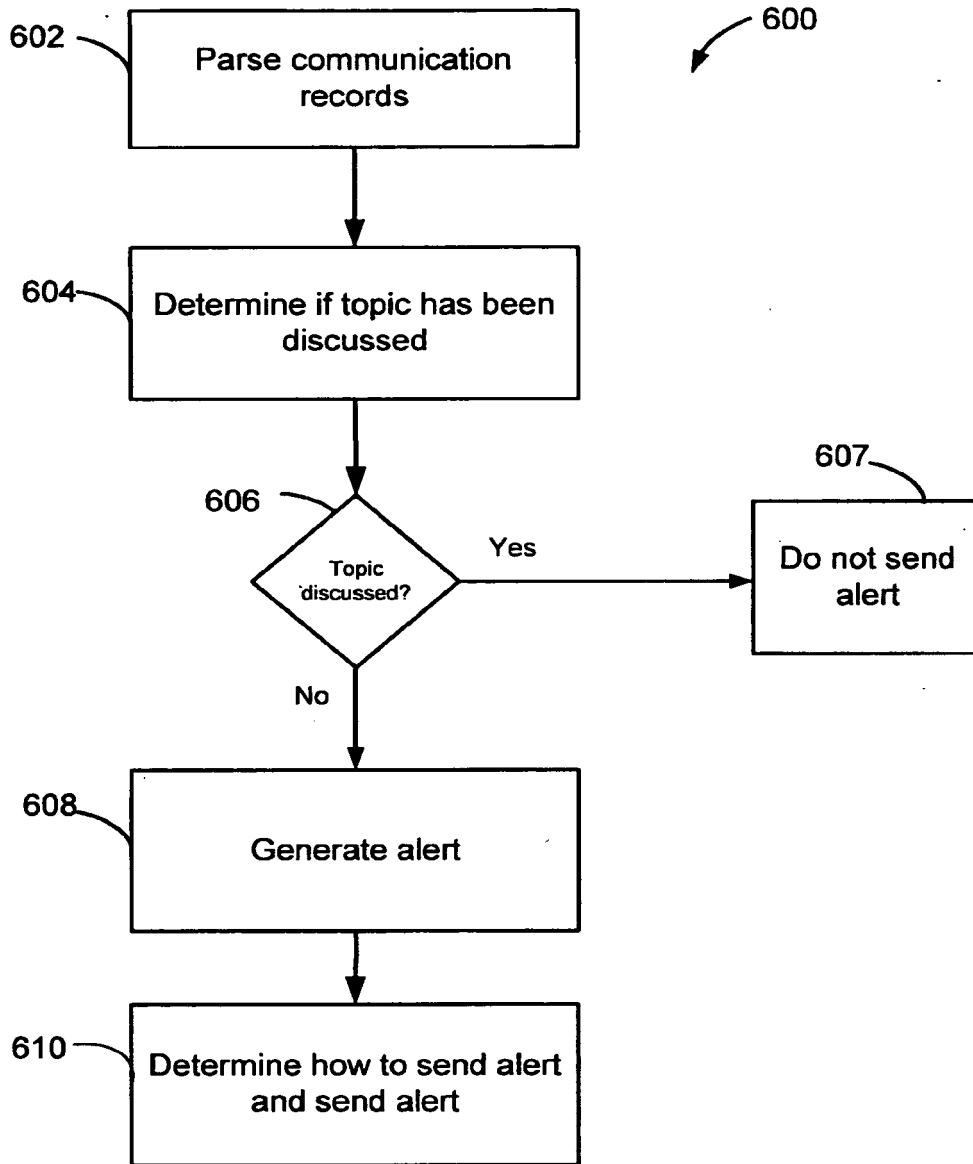 600
602
Parse communication
records
604
Determine if topic has been
discussed
606
Topic
discussed?
Yes
607
Do not send
alert
No
608
Generate alert
610
Determine how to send alert
and send alert